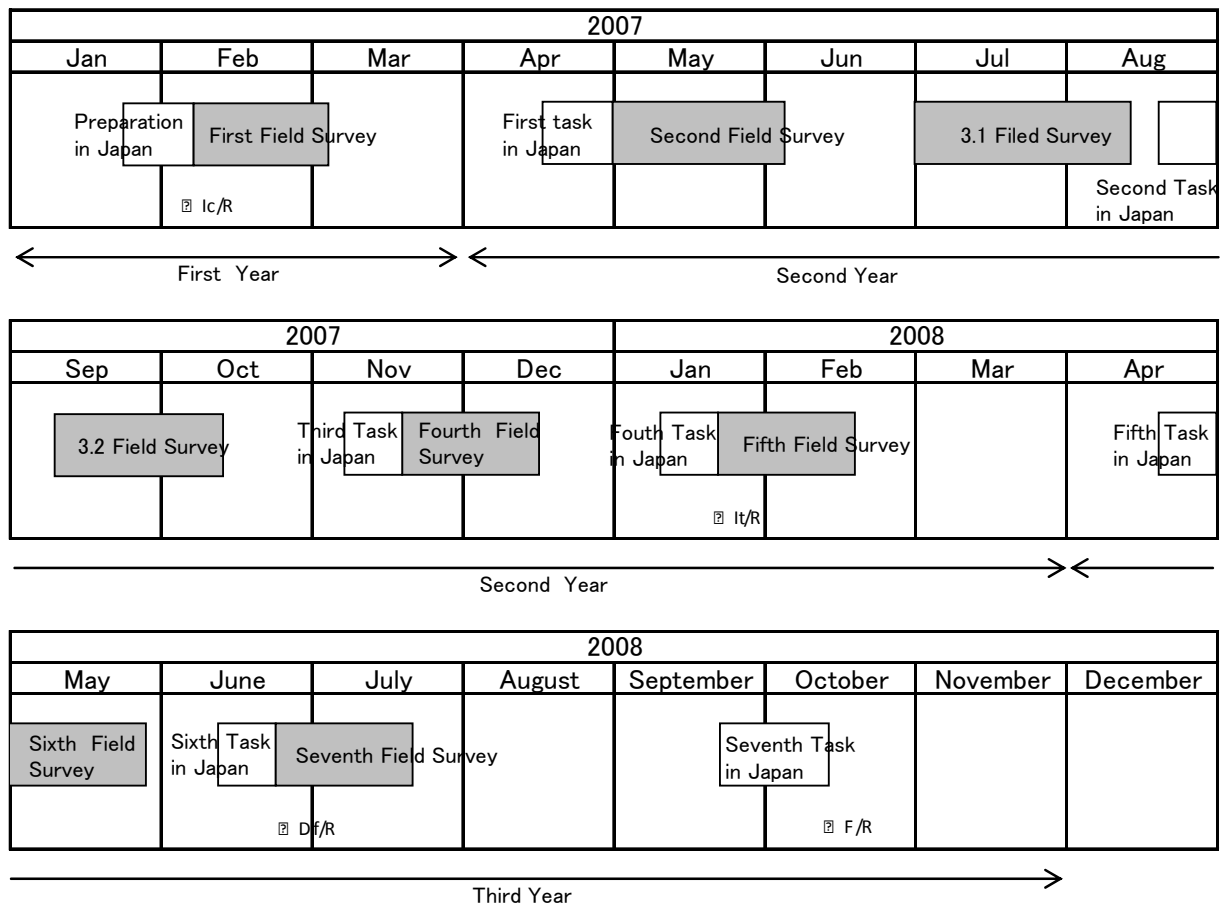 2007
Jan Feb Mar Apr May Jun Jul Aug
Preparation
in Japan
First Field Survey
First task
in Japan
Second Field Survey
3.1 Filed Survey
Second Task
in Japan
⍰ Ic/R
First Year
Second Year
2007 2008
Sep Oct Nov Dec Jan Feb Mar Apr
3.2 Field Survey
Third Task
in Japan
Fourth Field
Survey
Fouth Task
in Japan
Fifth Field Survey
Fifth Task
in Japan
⍰ It/R
Second Year
2008
May June July August September October November December
Sixth Field
Survey
Sixth Task
in Japan
Seventh Field Survey
Seventh Task
in Japan
⍰ Df/R
⍰ F/R
Third Year